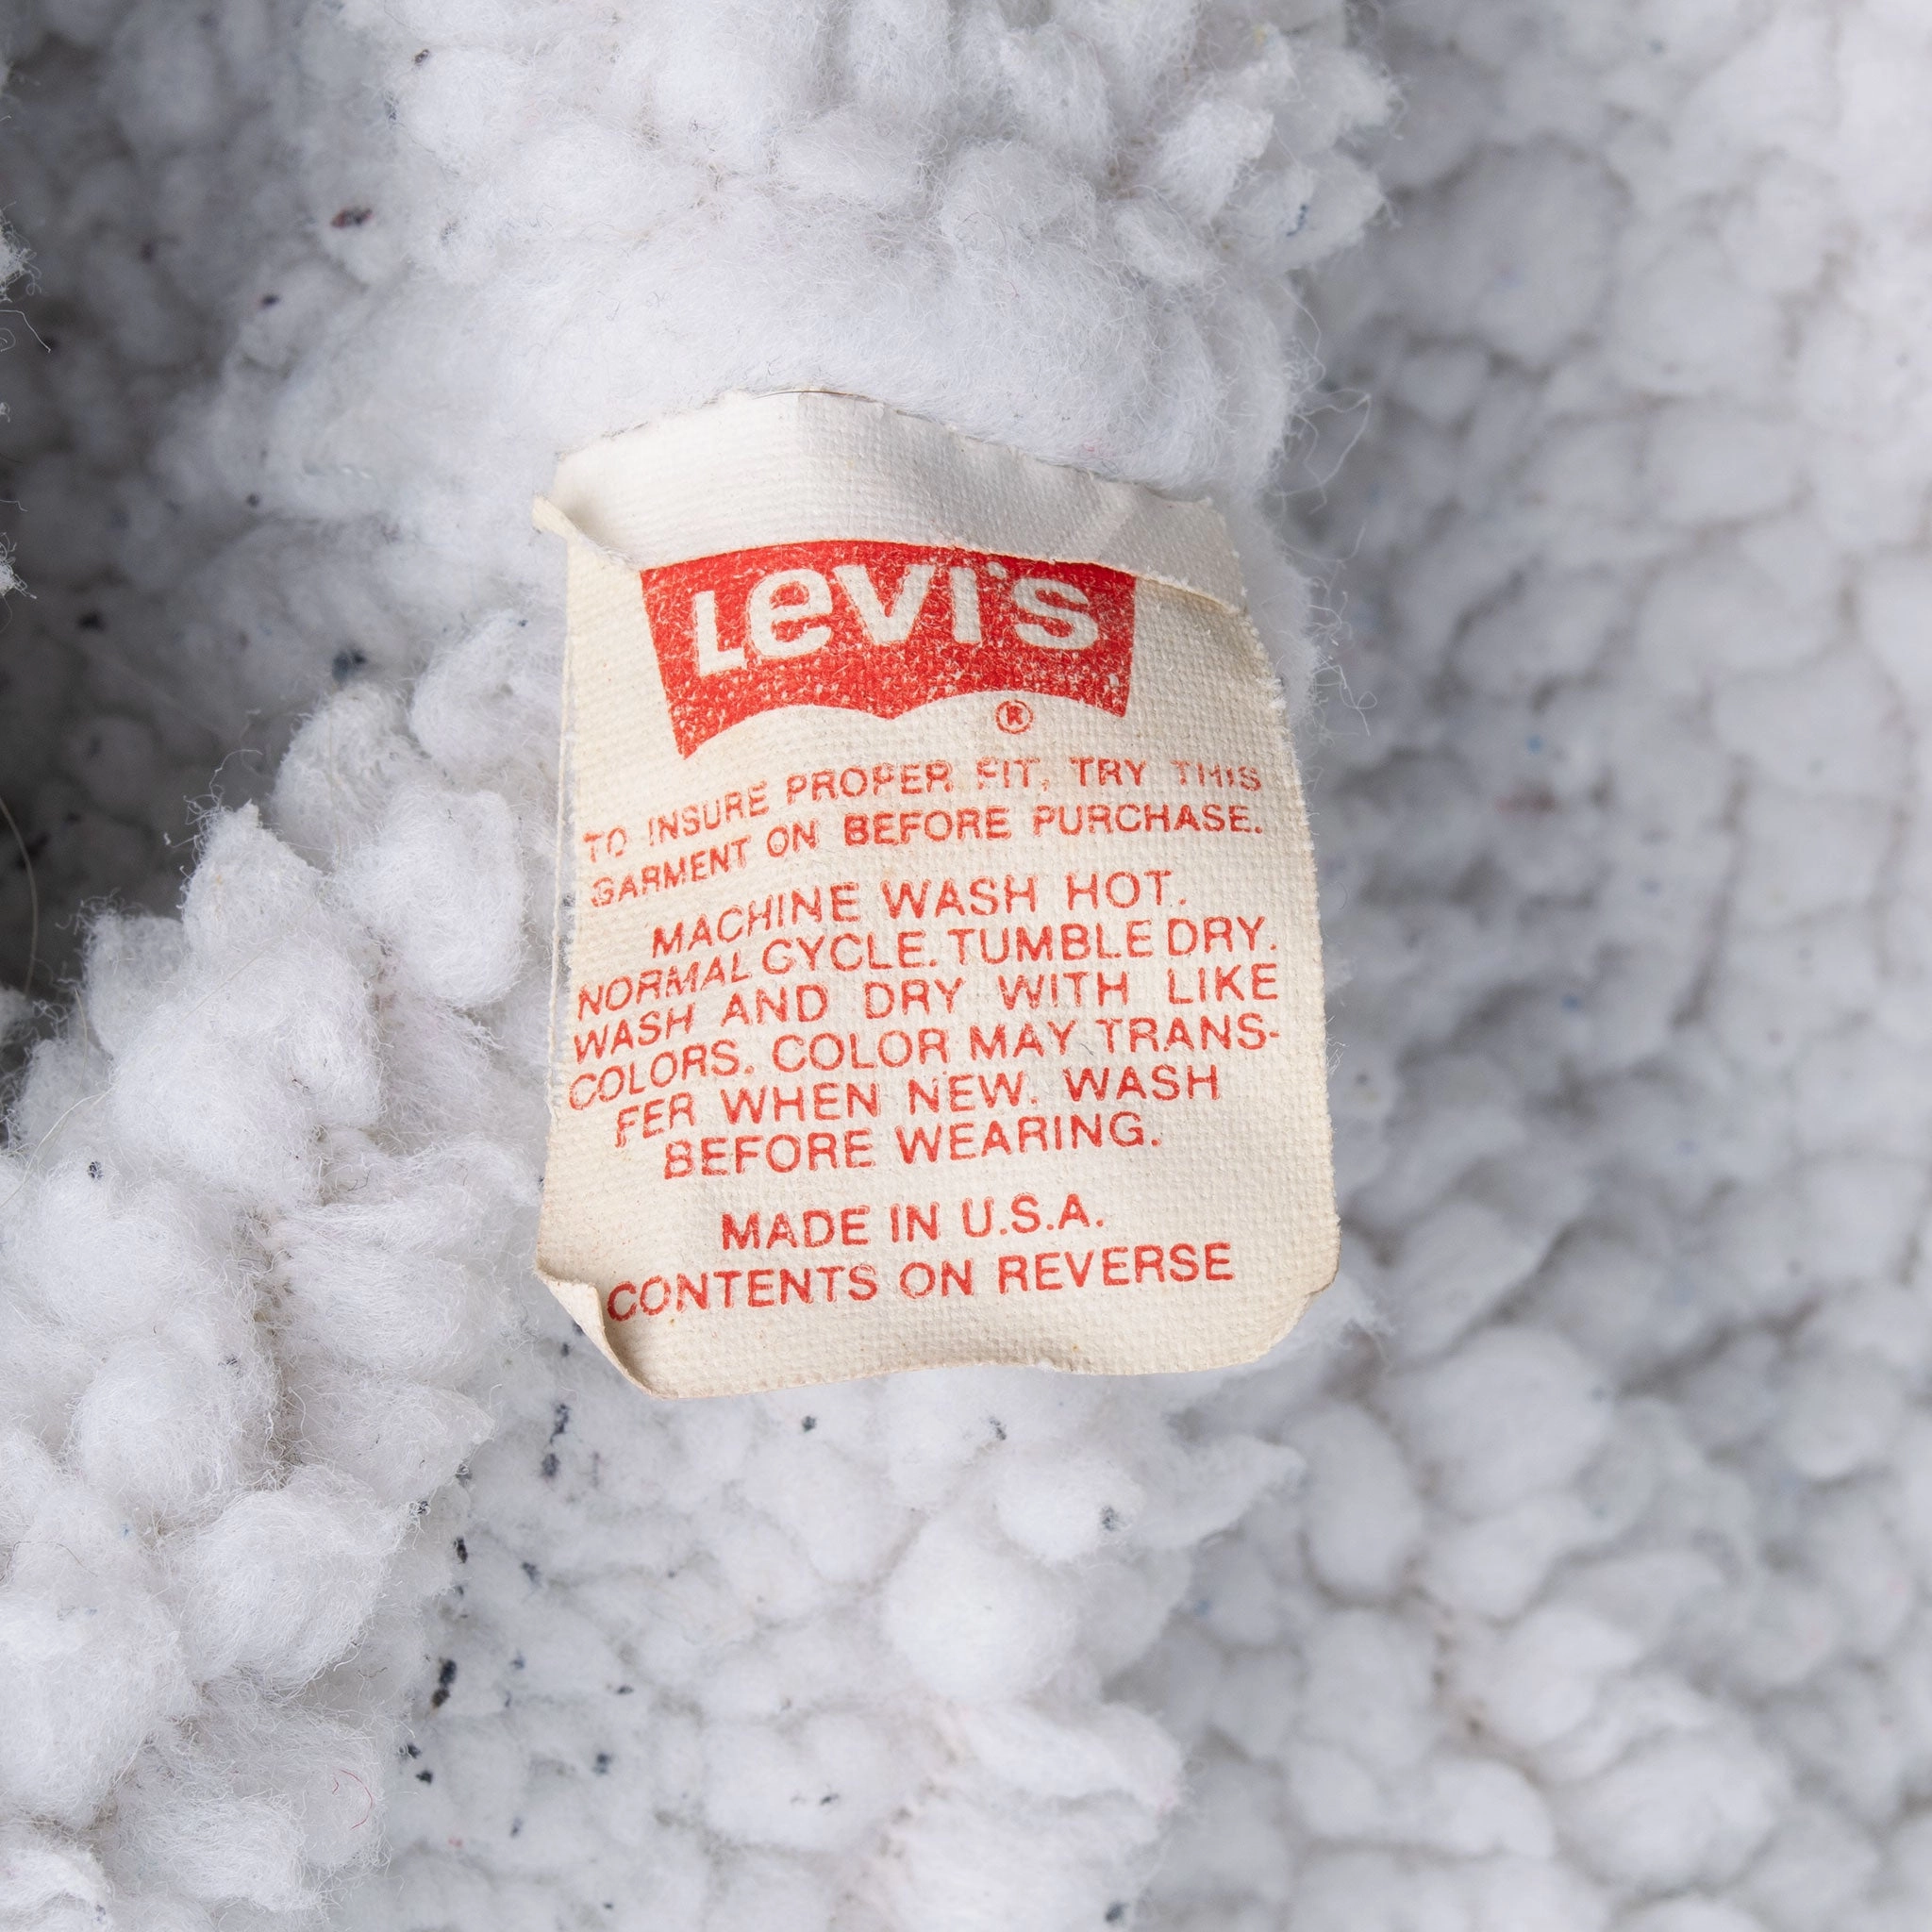 Levi's
®
TO INSURE PROPER FIT, TRY THIS
GARMENT ON BEFORE PURCHASE.
MACHINE WASH HOT.
NORMAL CYCLE. TUMBLE DRY.
WASH AND DRY WITH LIKE
COLORS. COLOR MAY TRANS-
FER WHEN NEW. WASH
BEFORE WEARING.
MADE IN U.S.A.
CONTENTS ON REVERSE